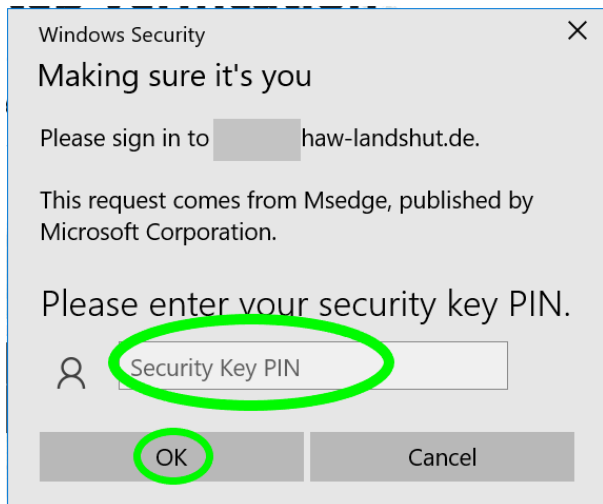 Windows Security
Making sure it's you
Please sign in to haw-landshut.de.
This request comes from Msedge, published by
Microsoft Corporation.
Please enter your security key PIN.
Security Key PIN
OK Cancel